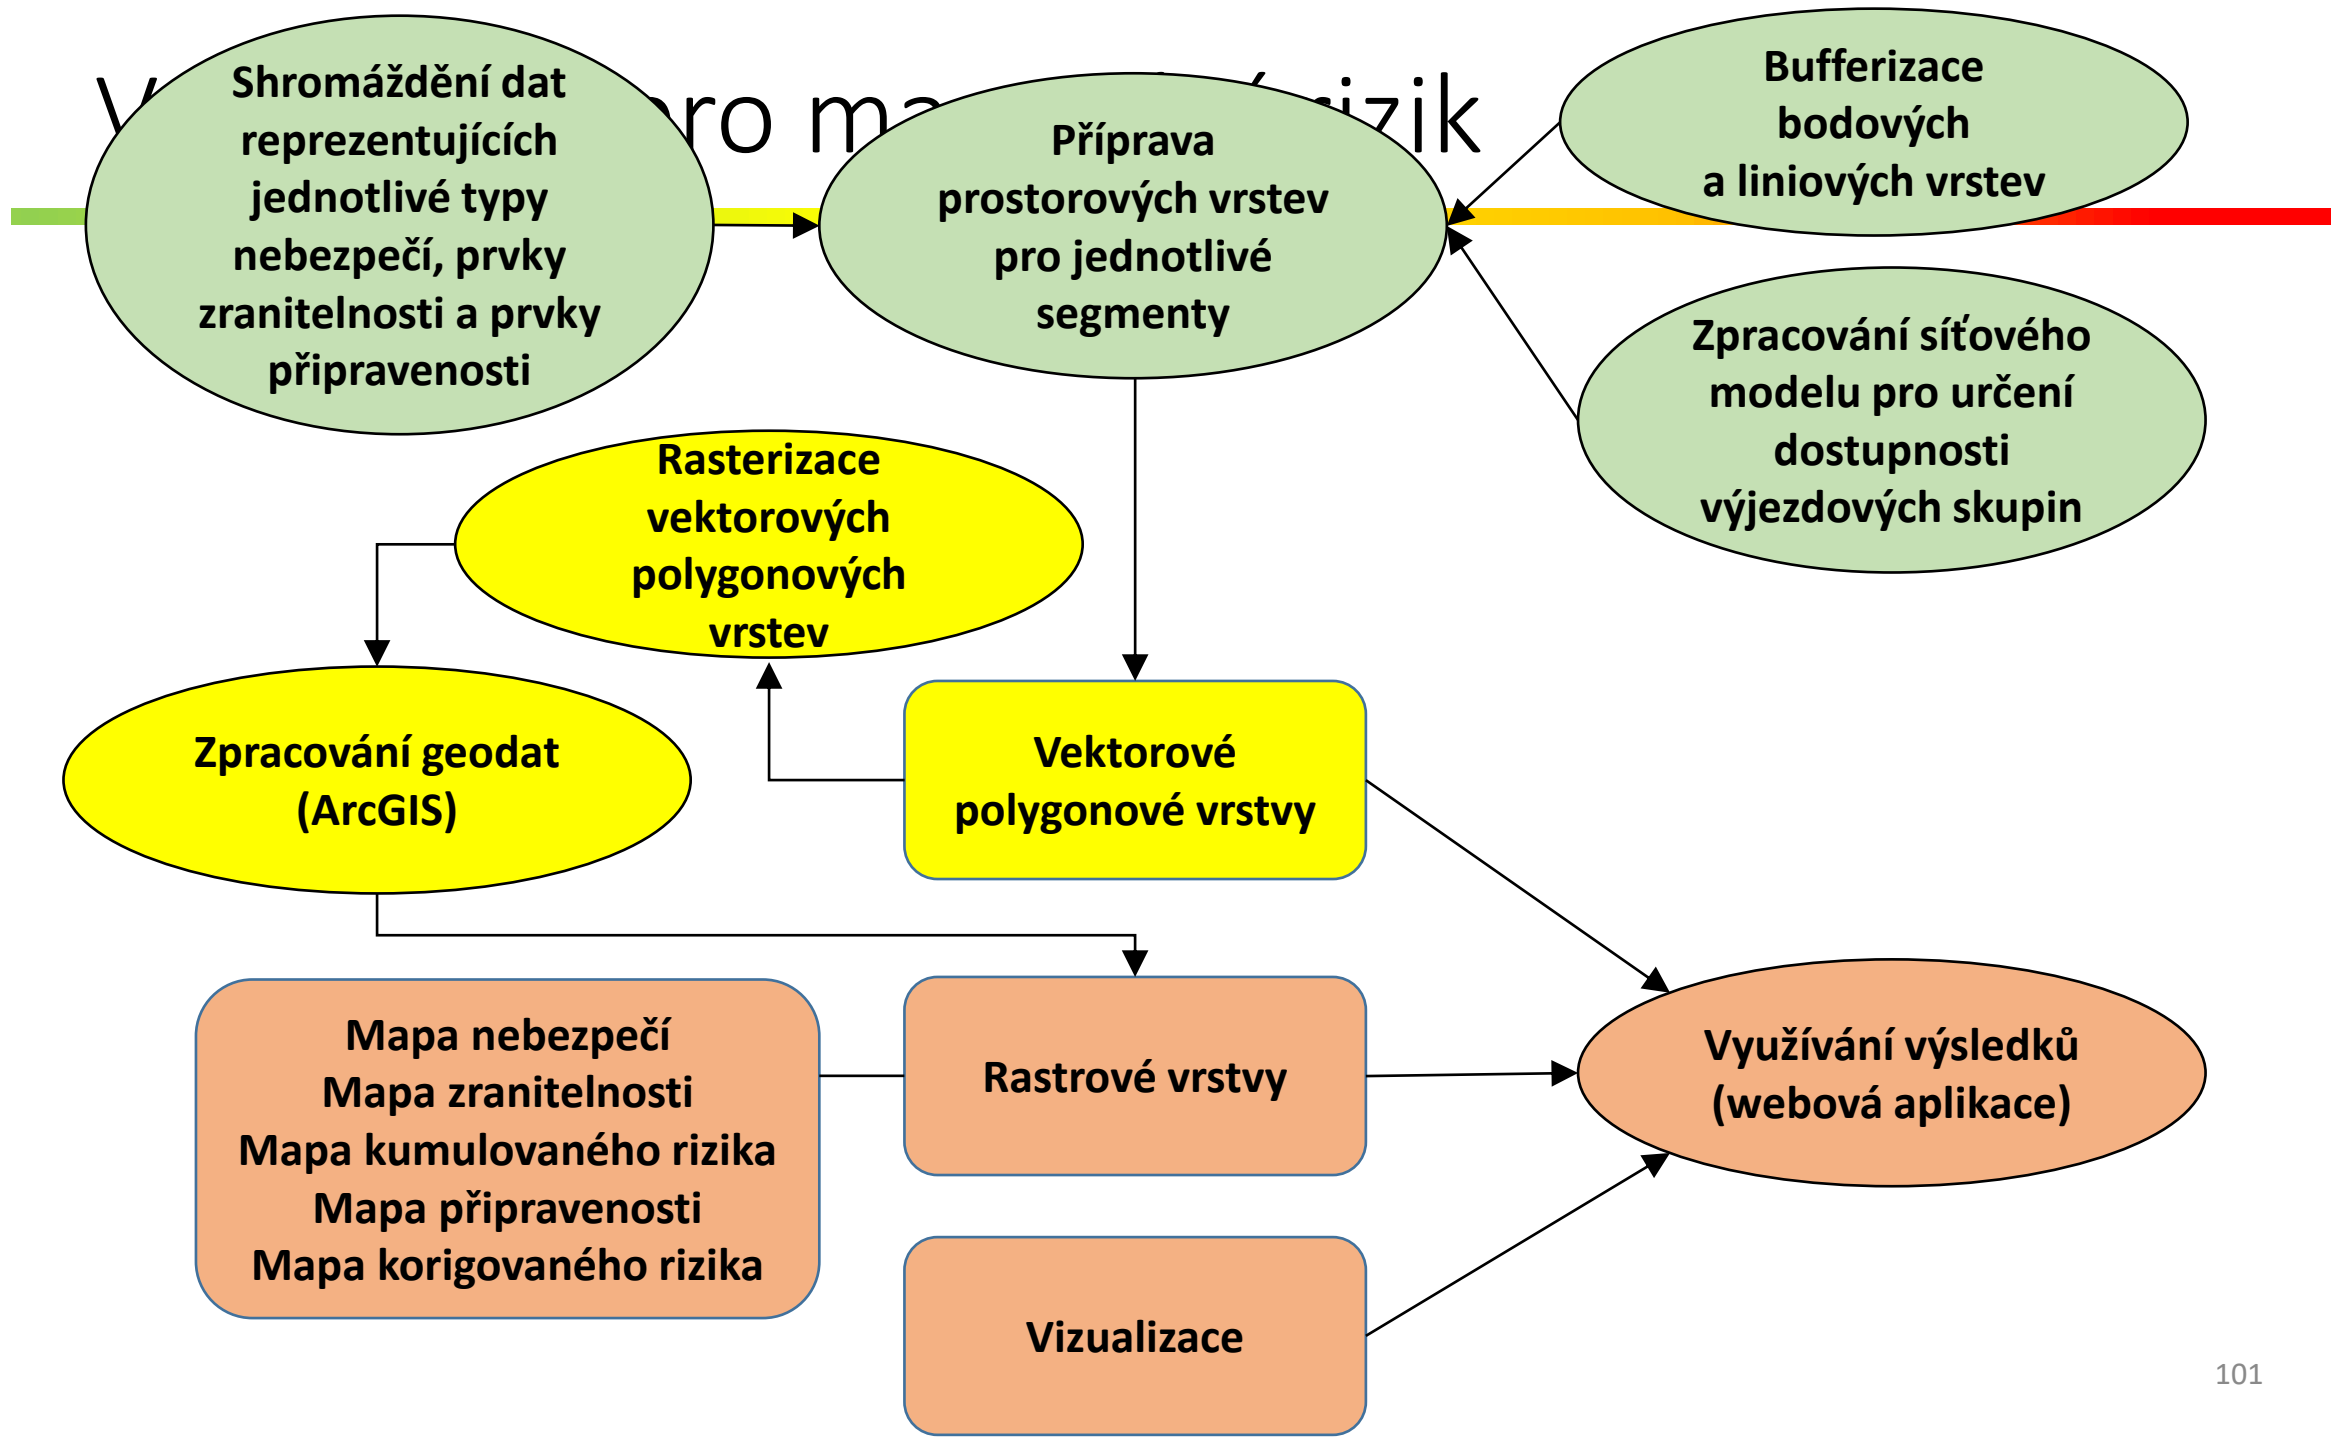 pro
rizik
Shromáždění dat
reprezentujících
jednotlivé typy
nebezpečí, prvky
zranitelnosti a prvky
připravenosti
Příprava
prostorových vrstev
pro jednotlivé
segmenty
Bufferizace
bodových
a liniových vrstev
Zpracování síťového
modelu pro určení
dostupnosti
výjezdových skupin
Rasterizace
vektorových
polygonových
vrstev
Zpracování geodat
(ArcGIS)
Vektorové
polygonové vrstvy
Mapa nebezpečí
Mapa zranitelnosti
Mapa kumulovaného rizika
Mapa připravenosti
Mapa korigovaného rizika
Rastrové vrstvy
Využívání výsledků
(webová aplikace)
Vizualizace
101